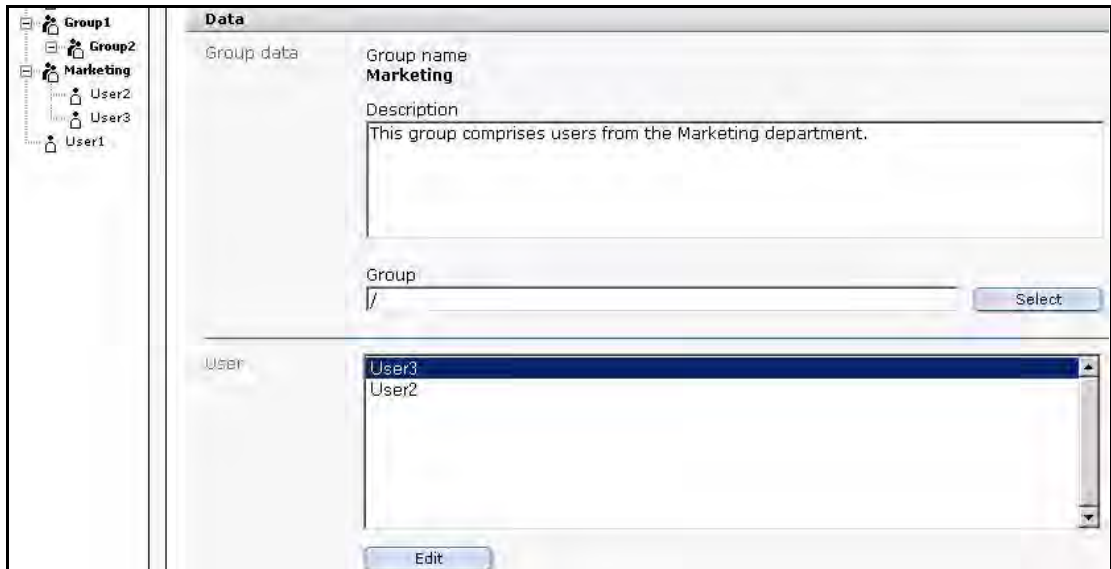 Group1
Group2
Marketing
User2
User3
User1
Data
Group data
Group name
Marketing
Description
This group comprises users from the Marketing department.
Group
/
Select
User
User3
User2
Edit